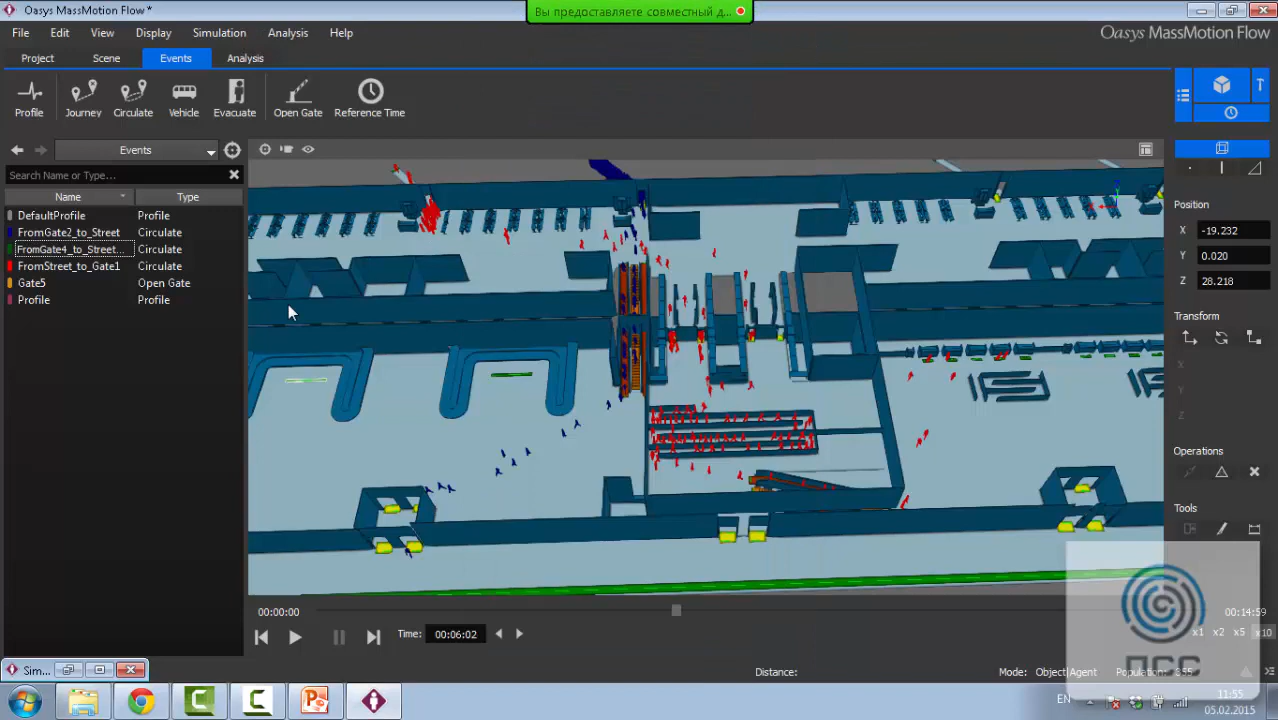 Oasys MassMotion Flow *
Вы предоставляете совместный д...
File Edit View Display Simulation Analysis Help
Oasys MassMotion Flow
Project Scene Events Analysis
Profile Journey Circulate Vehicle Evacuate Open Gate Reference Time
Events
Search Name or Type...
Name Type
DefaultProfile Profile
FromGate2_to_Street Circulate
FromGate4_to_Street... Circulate
FromStreet_to_Gate1 Circulate
Gate5 Open Gate
Profile Profile
Position
X -19.232
Y 0.020
Z 28.218
Transform
X
Y
Z
Operations
Tools
00:00:00
00:14:59
Time: 00:06:02
x1 x2 x5 x10
Sim...
Distance:
Mode: Object|Agent
Population: 355
ПСС
EN
11:55
05.02.2015